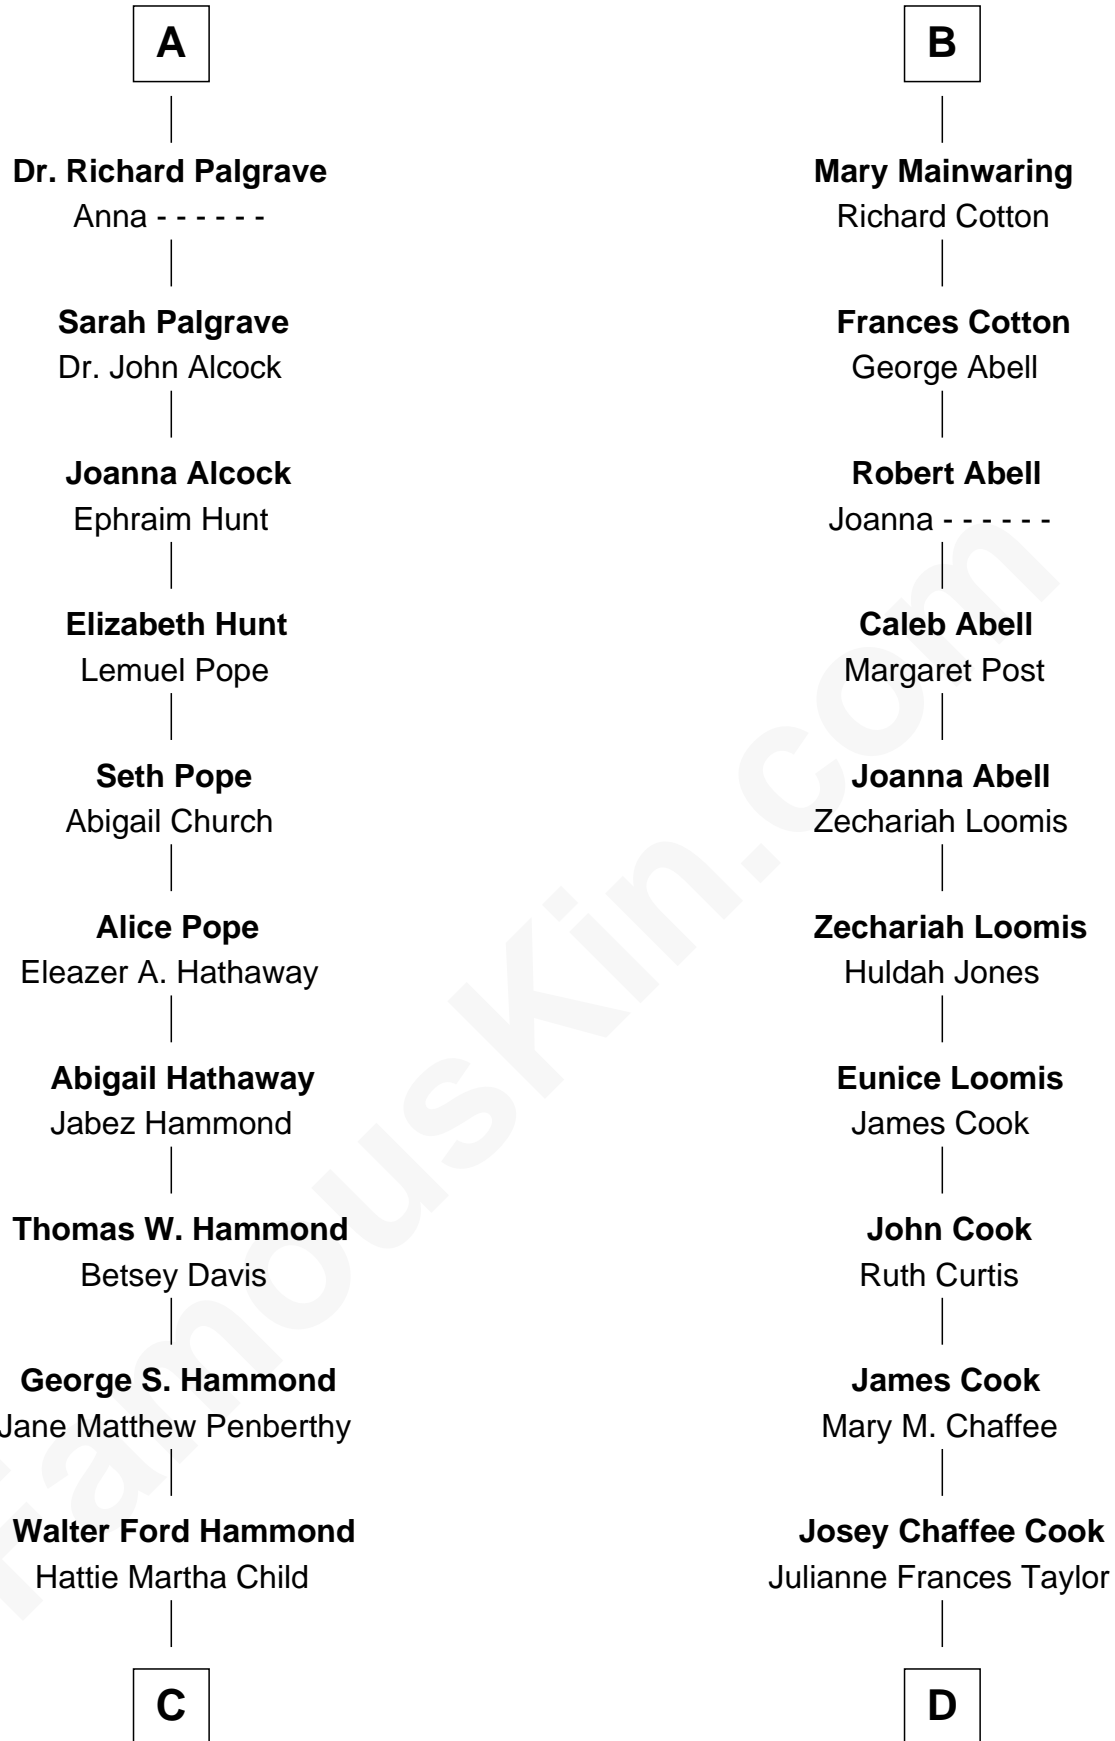 A
Dr. Richard Palgrave
Anna - - - - - -
Sarah Palgrave
Dr. John Alcock
Joanna Alcock
Ephraim Hunt
Elizabeth Hunt
Lemuel Pope
Seth Pope
Abigail Church
Alice Pope
Eleazer A. Hathaway
Abigail Hathaway
Jabez Hammond
Thomas W. Hammond
Betsey Davis
George S. Hammond
Jane Matthew Penberthy
Walter Ford Hammond
Hattie Martha Child
C
B
Mary Mainwaring
Richard Cotton
Frances Cotton
George Abell
Robert Abell
Joanna - - - - - -
Caleb Abell
Margaret Post
Joanna Abell
Zechariah Loomis
Zechariah Loomis
Huldah Jones
Eunice Loomis
James Cook
John Cook
Ruth Curtis
James Cook
Mary M. Chaffee
Josey Chaffee Cook
Julianne Frances Taylor
D
FamousKin.com